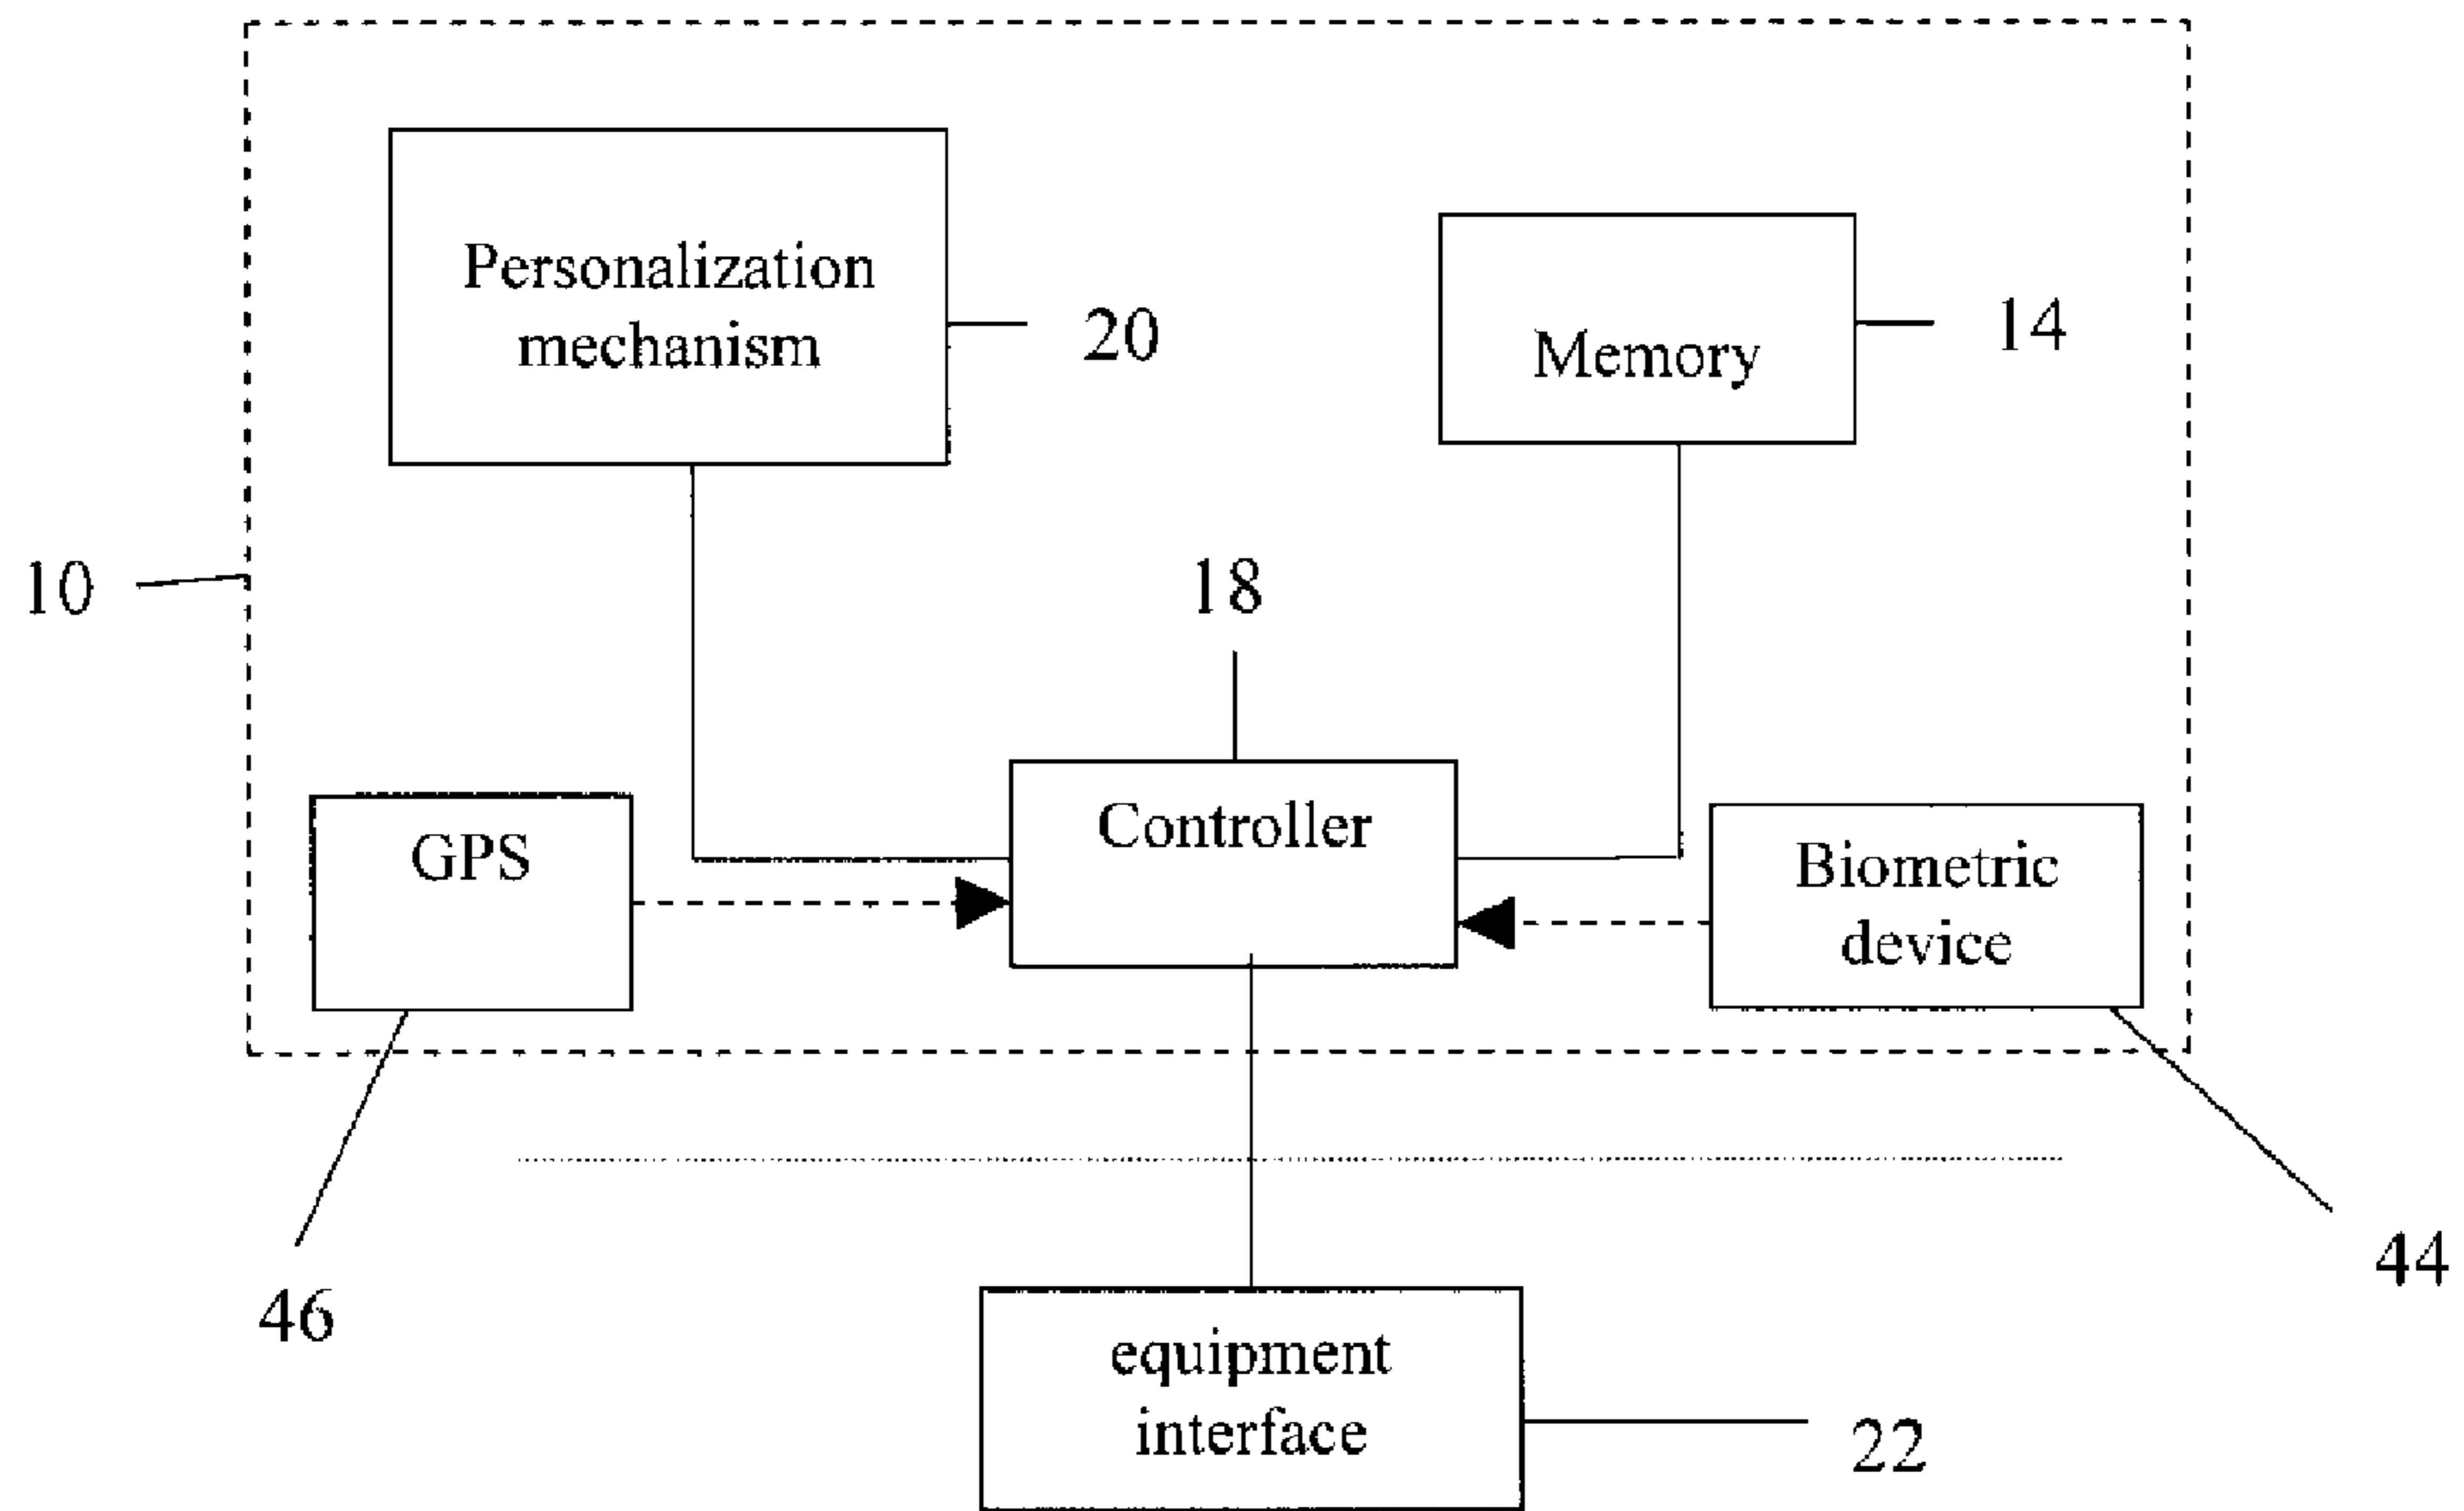 Personalization
mechanism
20
Memory
14
10
18
Controller
GPS
Biometric
device
46
44
equipment
interface
22